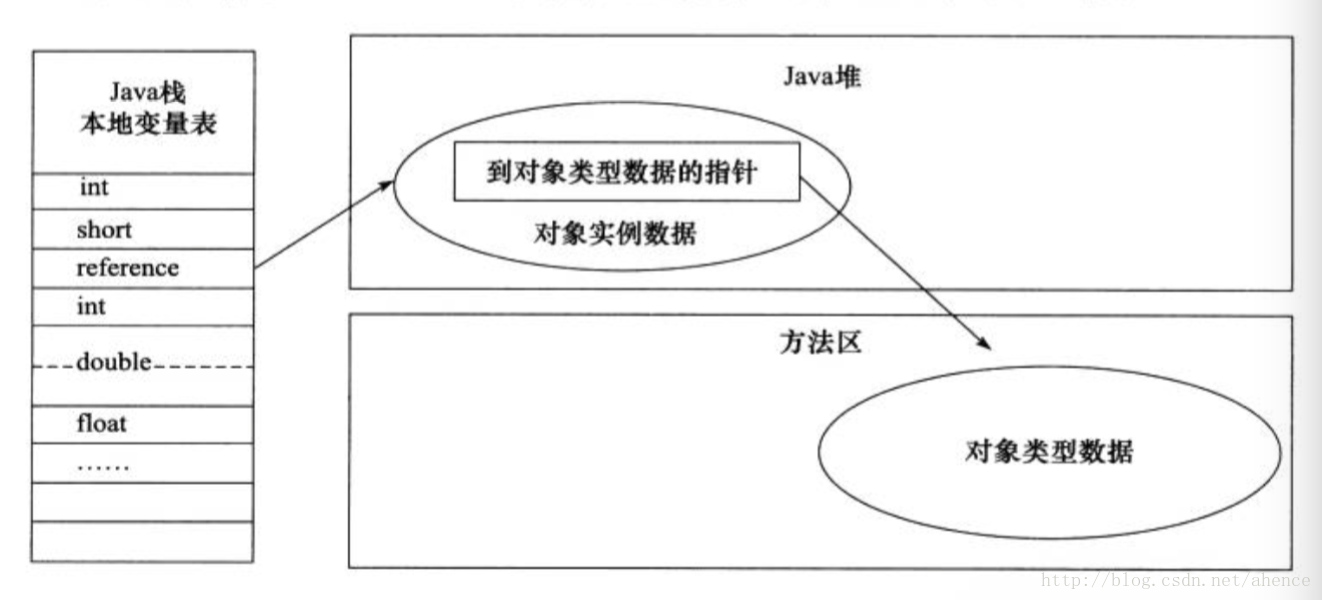 Java栈
本地变量表
int
short
reference
int
double
float
……
Java堆
到对象类型数据的指针
对象实例数据
方法区
对象类型数据
http://blog.csdn.net/ahence